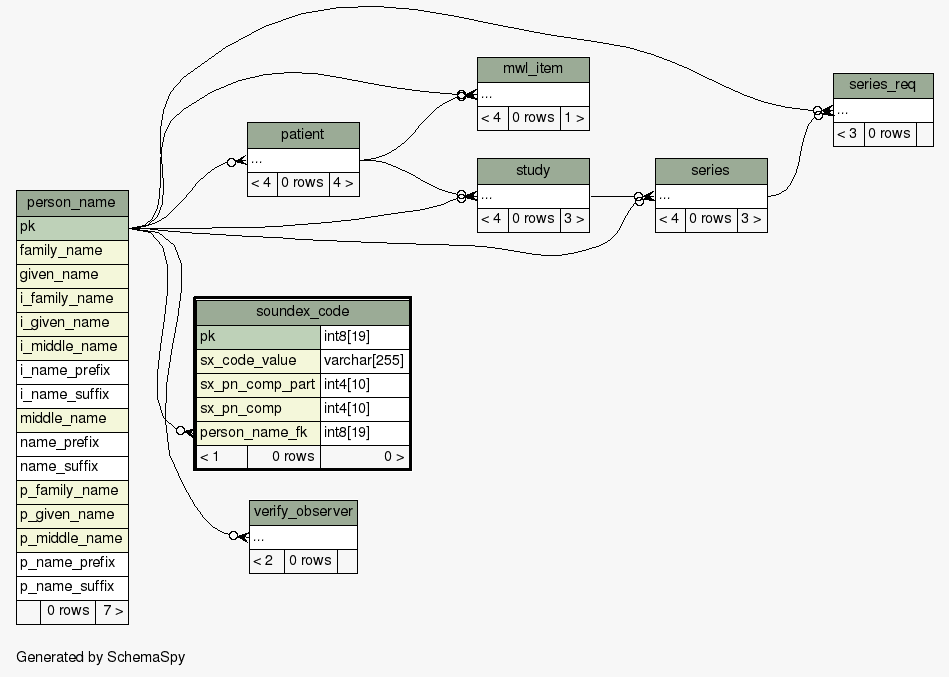 mwl_item
...
< 4 0 rows 1 >
series_req
...
< 3 0 rows
patient
...
< 4 0 rows 4 >
study
...
< 4 0 rows 3 >
series
...
< 4 0 rows 3 >
person_name
pk
family_name
given_name
i_family_name
i_given_name
i_middle_name
i_name_prefix
i_name_suffix
middle_name
name_prefix
name_suffix
p_family_name
p_given_name
p_middle_name
p_name_prefix
p_name_suffix
0 rows 7 >
soundex_code
pk int8[19]
sx_code_value varchar[255]
sx_pn_comp_part int4[10]
sx_pn_comp int4[10]
person_name_fk int8[19]
< 1 0 rows 0 >
verify_observer
...
< 2 0 rows
Generated by SchemaSpy